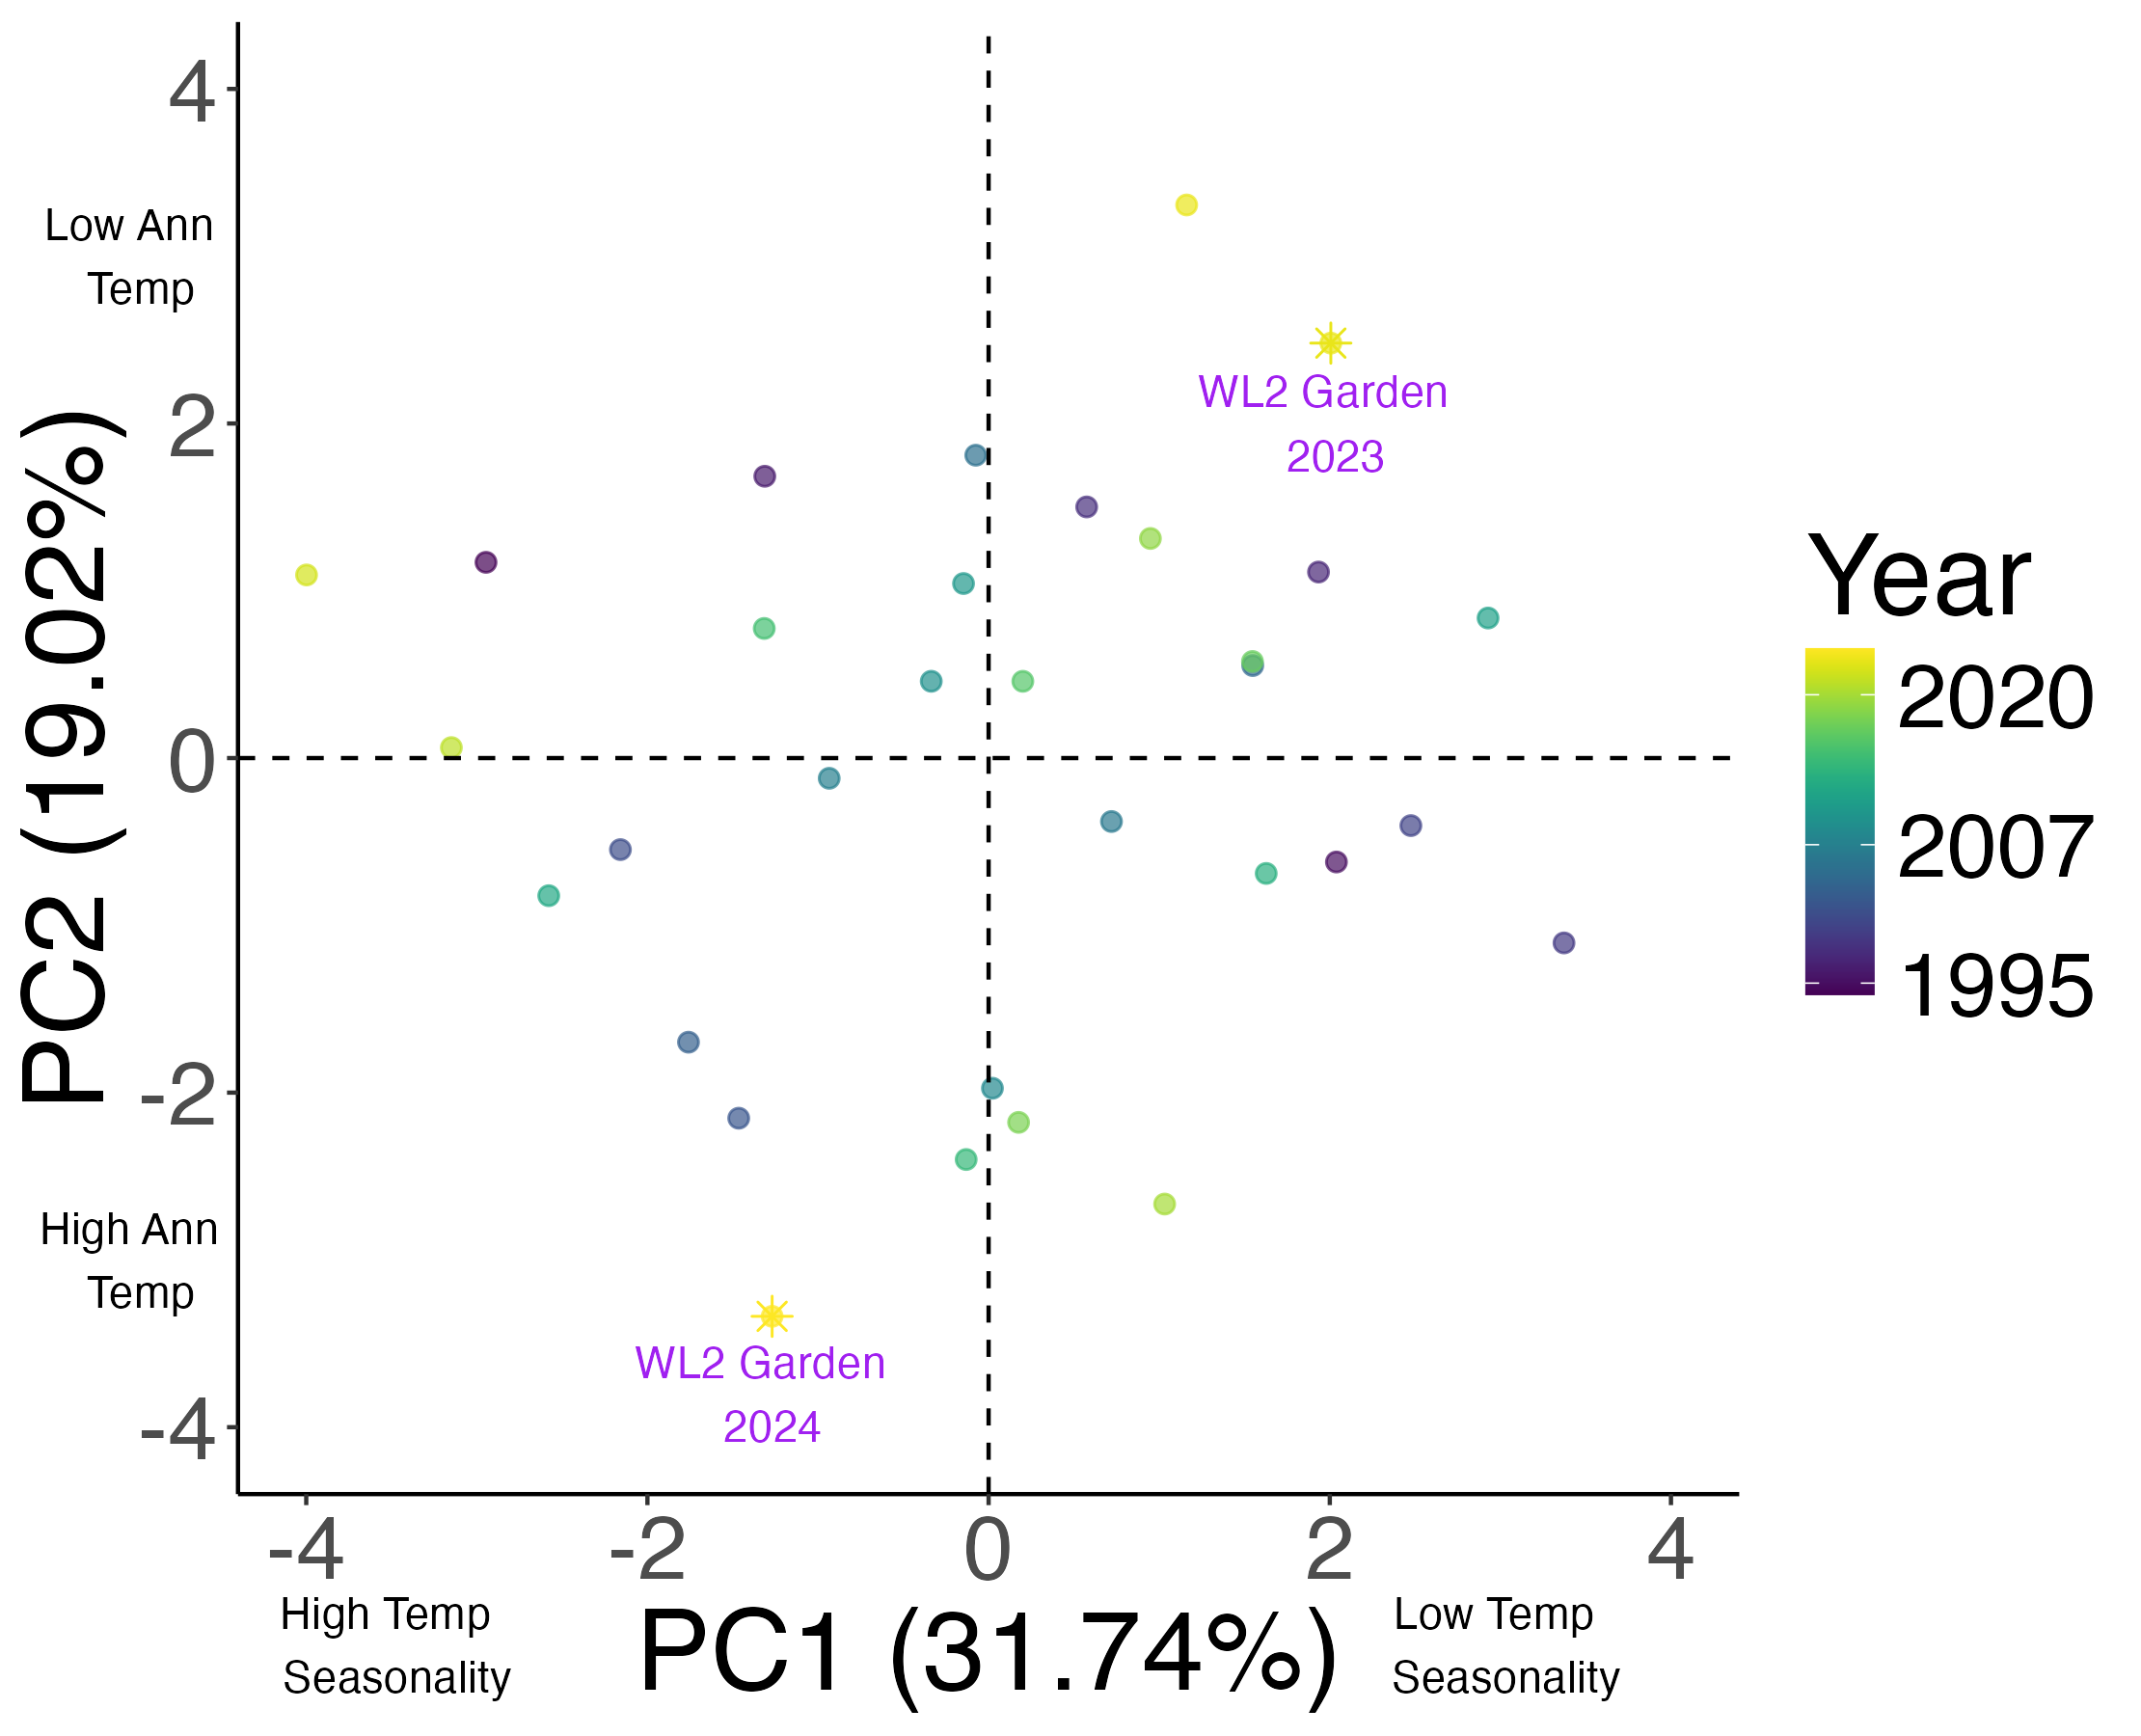 4
Low Ann
Temp
2
0
-2
High Ann
Temp
-4
PC2 (19.02%)
WL2 Garden
2023
WL2 Garden
2024
-4
-2
0
2
4
High Temp
Seasonality
PC1 (31.74%)
Low Temp
Seasonality
Year
2020
2007
1995